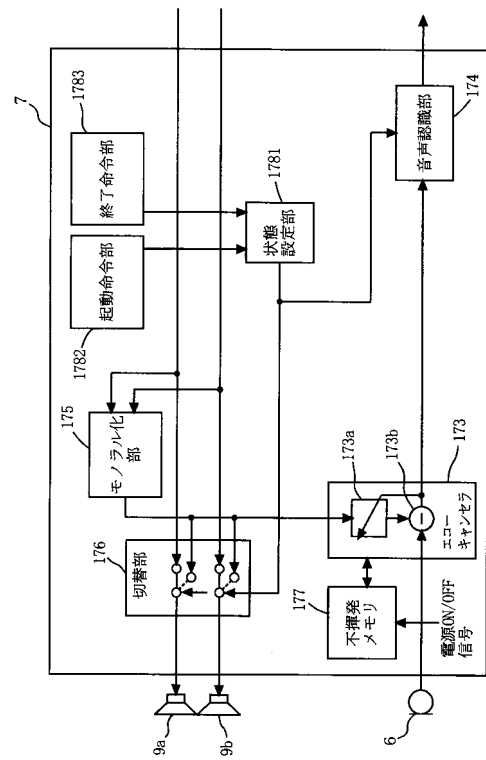 7
1783
終了命令部
起動命令部
1782
1781
状態
設定部
音声認識部
174
175
モノラル化
部
176
切替部
173a
173b
173
エコー
キャンセラ
177
不揮発
メモリ
電源ON/OFF
信号
9a
9b
6